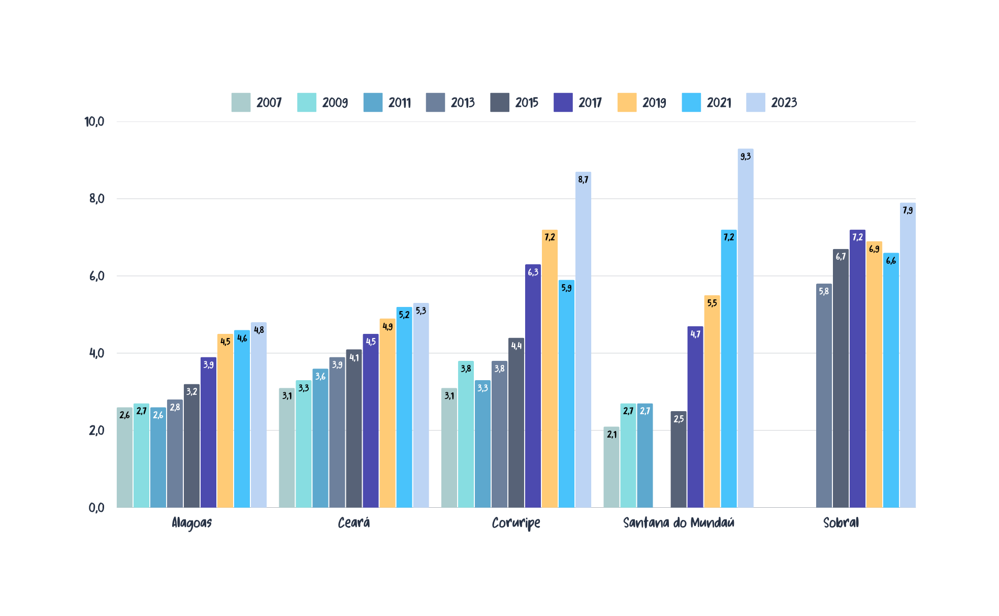 2007 2009 2011 2013 2015 2017 2019 2021 2023
10,0
8,0
6,0
4,0
2,0
0,0
2,6 2,7 2,6 2,8 3,2 3,9 4,5 4,6 4,8
3,1 3,3 3,6 3,9 4,1 4,5 4,9 5,2 5,3
3,1 3,8 3,3 3,8 4,4 6,3 7,2 5,9 8,7
2,1 2,7 2,7 2,5 4,7 5,5 7,2 9,3
5,8 6,7 7,2 6,9 6,6 7,9
Alagoas Ceará Coruripe Santana do Mundaú Sobral